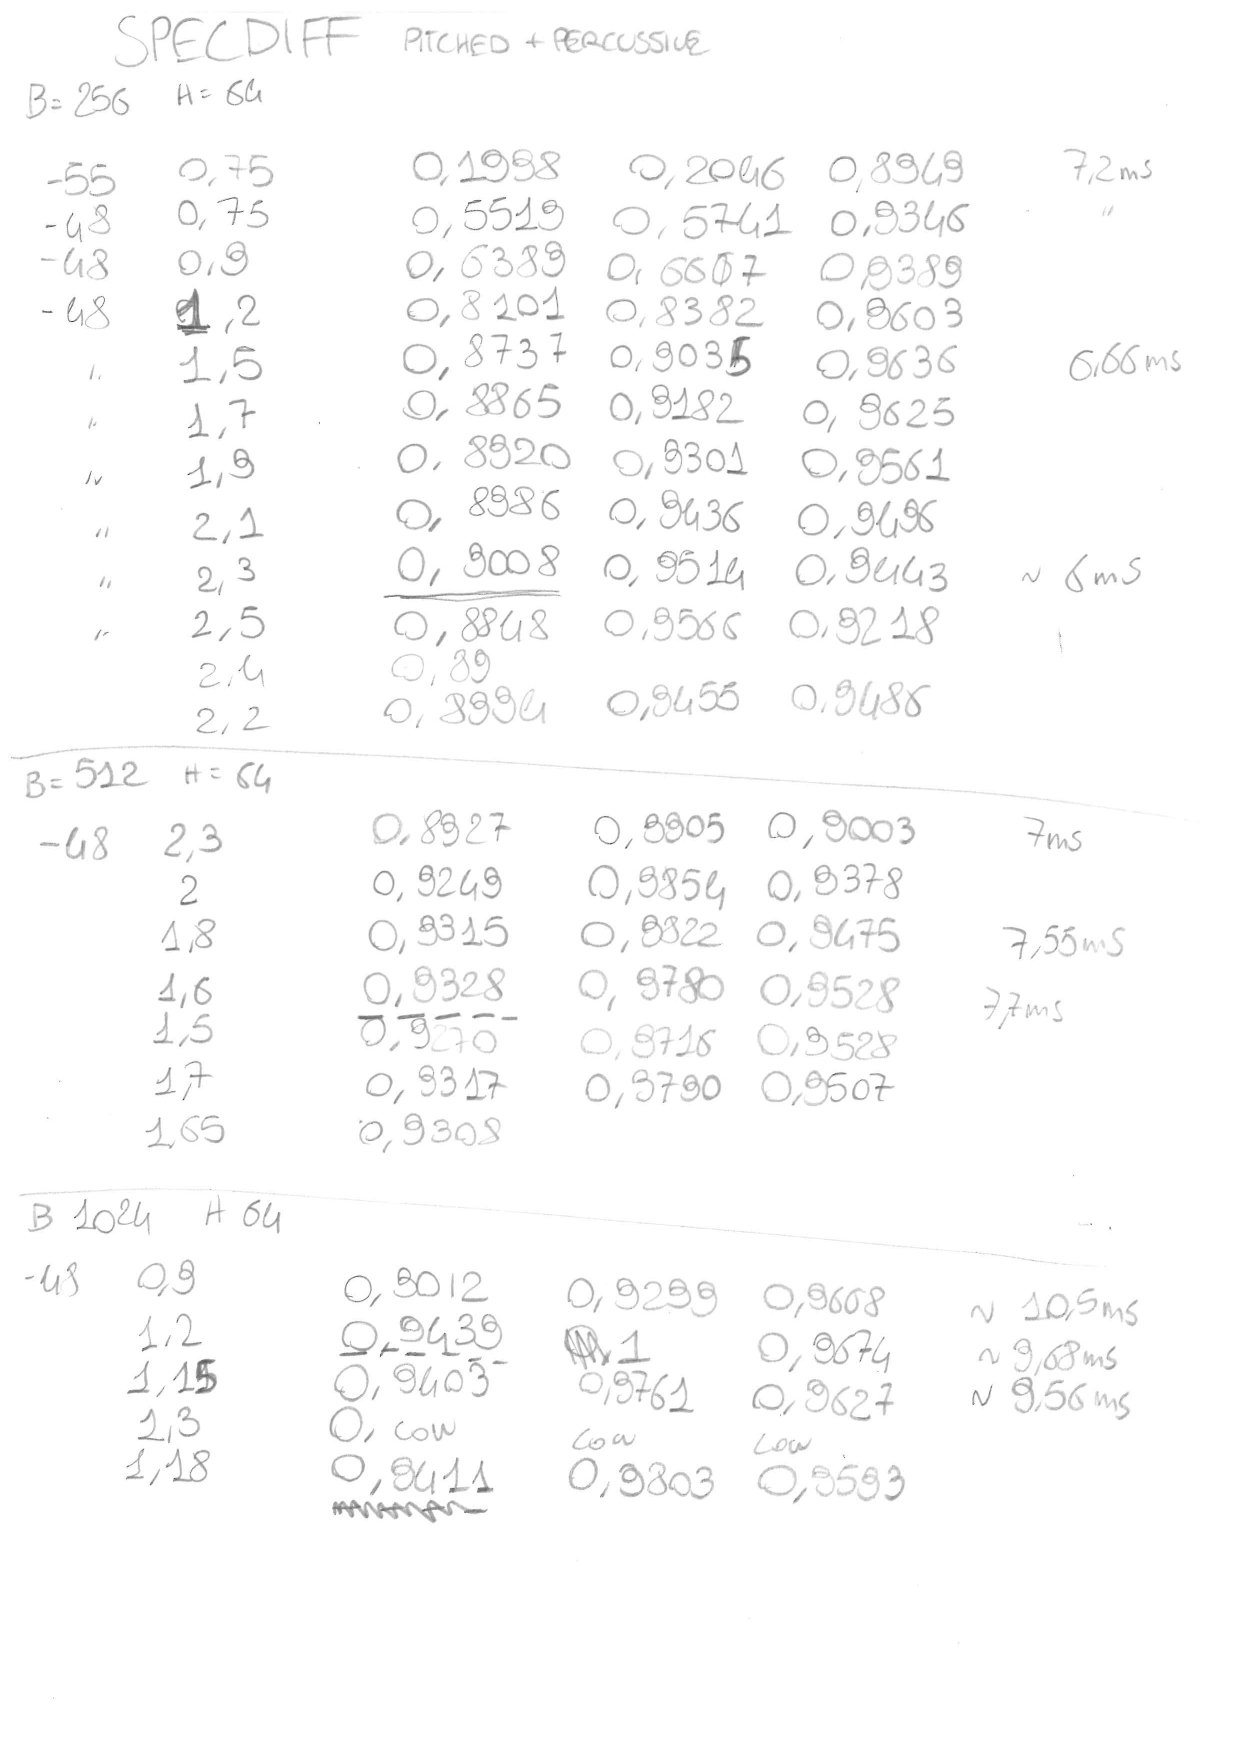 SPECDIFF PITCHED + PERCUSSIVE
B= 256 H= 64
-55 0,75 0,1998 0,2046 0,8949 7,2ms
-48 0,75 0,5519 0,5741 0,9346 "
-48 0,9 0,6389 0,6607 0,9389
-48 1,2 0,8101 0,8382 0,9603
" 1,5 0,8737 0,9035 0,9636 6,66ms
" 1,7 0,8865 0,9182 0,9625
" 1,9 0,8920 0,9301 0,9561
" 2,1 0,8986 0,9436 0,9496
" 2,3 0,9008 0,9514 0,9443 ~ 6ms
" 2,5 0,8848 0,9566 0,9218
2,4 0,89
2,2 0,8994 0,9455 0,9486
B= 512 H= 64
-48 2,3 0,8927 0,9905 0,9003 7ms
2 0,9249 0,9854 0,9378
1,8 0,9315 0,9822 0,9475 7,55ms
1,6 0,9328 0,9780 0,9528 7,7ms
1,5 0,9270 0,9716 0,9528
1,7 0,9317 0,9790 0,9507
1,65 0,9308
B 1024 H 64
-48 0,9 0,9012 0,9299 0,9608 ~ 10,5ms
1,2 0,9439 1 0,9674 ~ 9,68ms
1,15 0,9403 0,9761 0,9627 ~ 9,56ms
1,3 0, low low low
1,18 0,9411 0,9803 0,9593